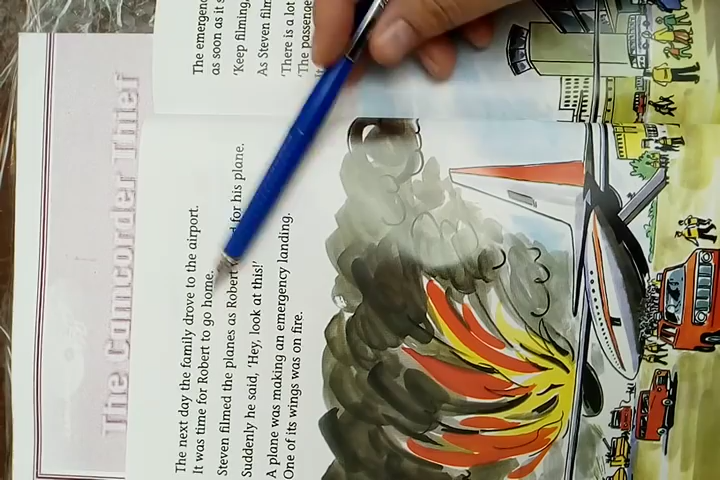 The Camcorder Thief
The next day the family drove to the airport.
It was time for Robert to go home.
Steven filmed the planes as Robert for his plane.
Suddenly he said, 'Hey, look at this!'
A plane was making an emergency landing.
One of its wings was on fire.
The
as soon as it
'Keep filming,
As Steven
'There is a lot
'The